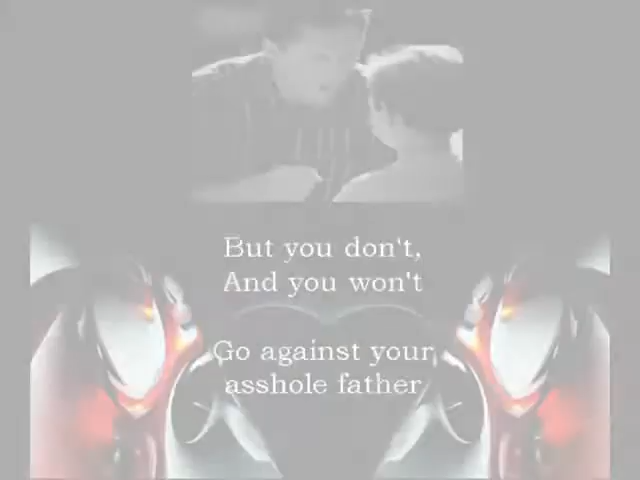 But you don't,
And you won't
Go against your
asshole father